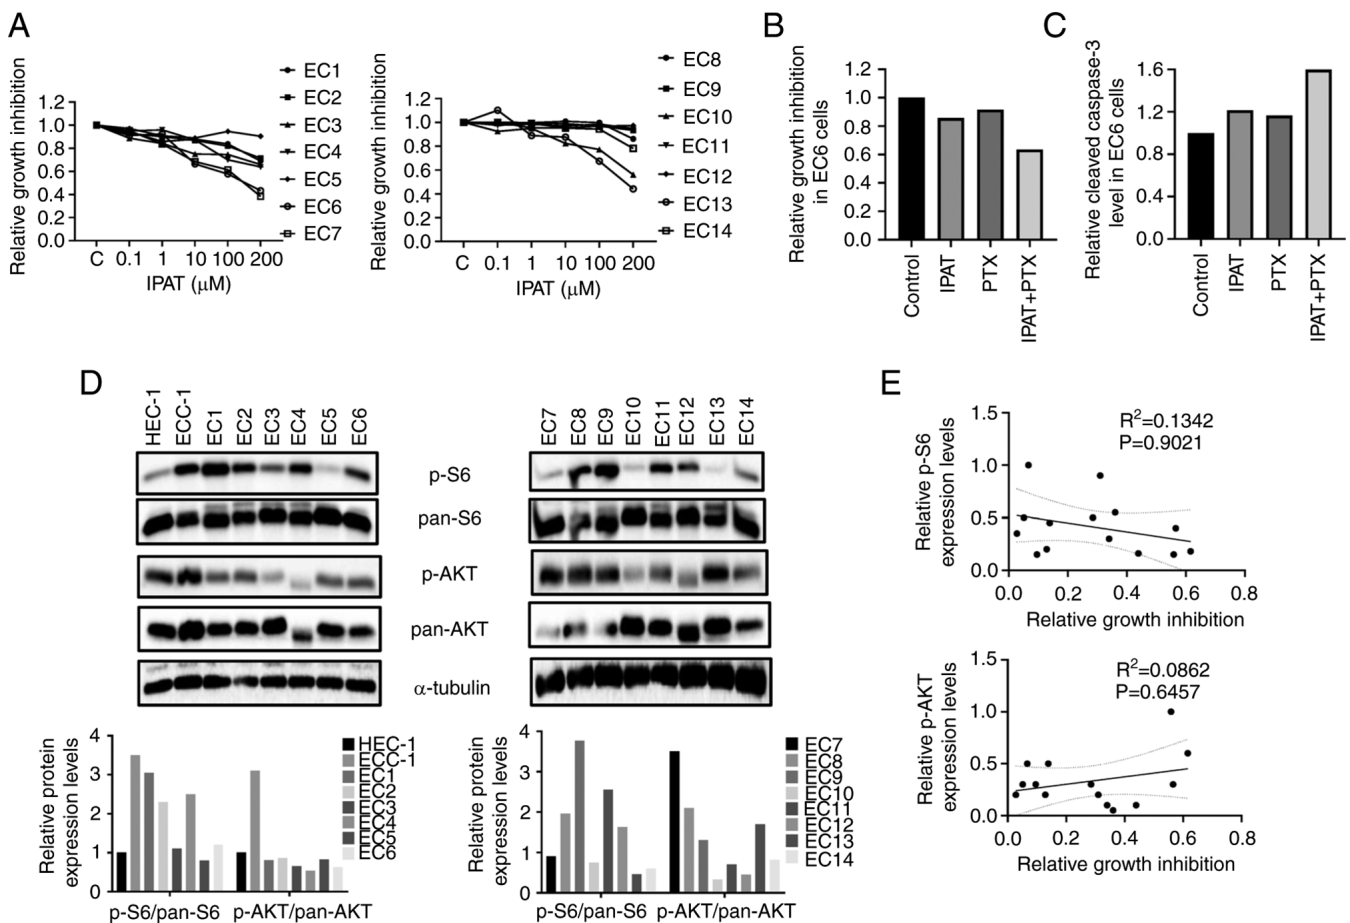 A
Relative growth inhibition
1.2
1.0
0.8
0.6
0.4
0.2
0.0
C 0.1 1 10 100 200
IPAT (μM)
EC1
EC2
EC3
EC4
EC5
EC6
EC7
Relative growth inhibition
1.2
1.0
0.8
0.6
0.4
0.2
0.0
C 0.1 1 10 100 200
IPAT (μM)
EC8
EC9
EC10
EC11
EC12
EC13
EC14
B
Relative growth inhibition
in EC6 cells
1.2
1.0
0.8
0.6
0.4
0.2
0.0
Control
IPAT
PTX
IPAT+PTX
C
Relative cleaved caspase-3
level in EC6 cells
1.6
1.2
0.8
0.4
0.0
Control
IPAT
PTX
IPAT+PTX
D
HEC-1
ECC-1
EC1
EC2
EC3
EC4
EC5
EC6
EC7
EC8
EC9
EC10
EC11
EC12
EC13
EC14
p-S6
pan-S6
p-AKT
pan-AKT
α-tubulin
Relative protein
expression levels
4
3
2
1
0
p-S6/pan-S6 p-AKT/pan-AKT
HEC-1
ECC-1
EC1
EC2
EC3
EC4
EC5
EC6
Relative protein
expression levels
4
3
2
1
0
p-S6/pan-S6 p-AKT/pan-AKT
EC7
EC8
EC9
EC10
EC11
EC12
EC13
EC14
E
Relative p-S6
expression levels
1.5
1.0
0.5
0.0
R²=0.1342
P=0.9021
0.0 0.2 0.4 0.6 0.8
Relative growth inhibition
Relative p-AKT
expression levels
1.5
1.0
0.5
0.0
R²=0.0862
P=0.6457
0.0 0.2 0.4 0.6 0.8
Relative growth inhibition